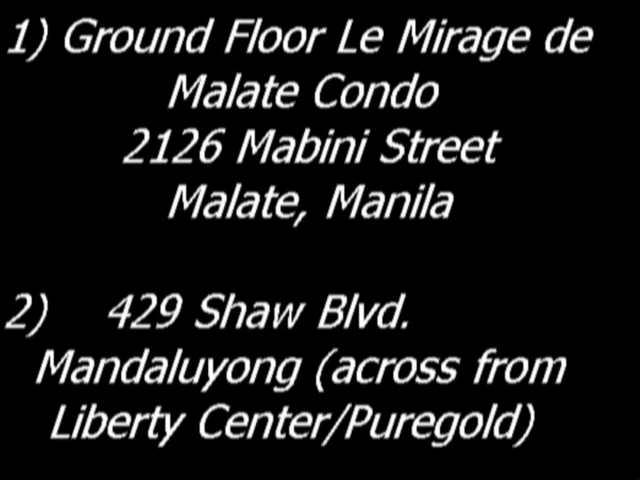 1) Ground Floor Le Mirage de
Malate Condo
2126 Mabini Street
Malate, Manila
2) 429 Shaw Blvd.
Mandaluyong (across from
Liberty Center/Puregold)